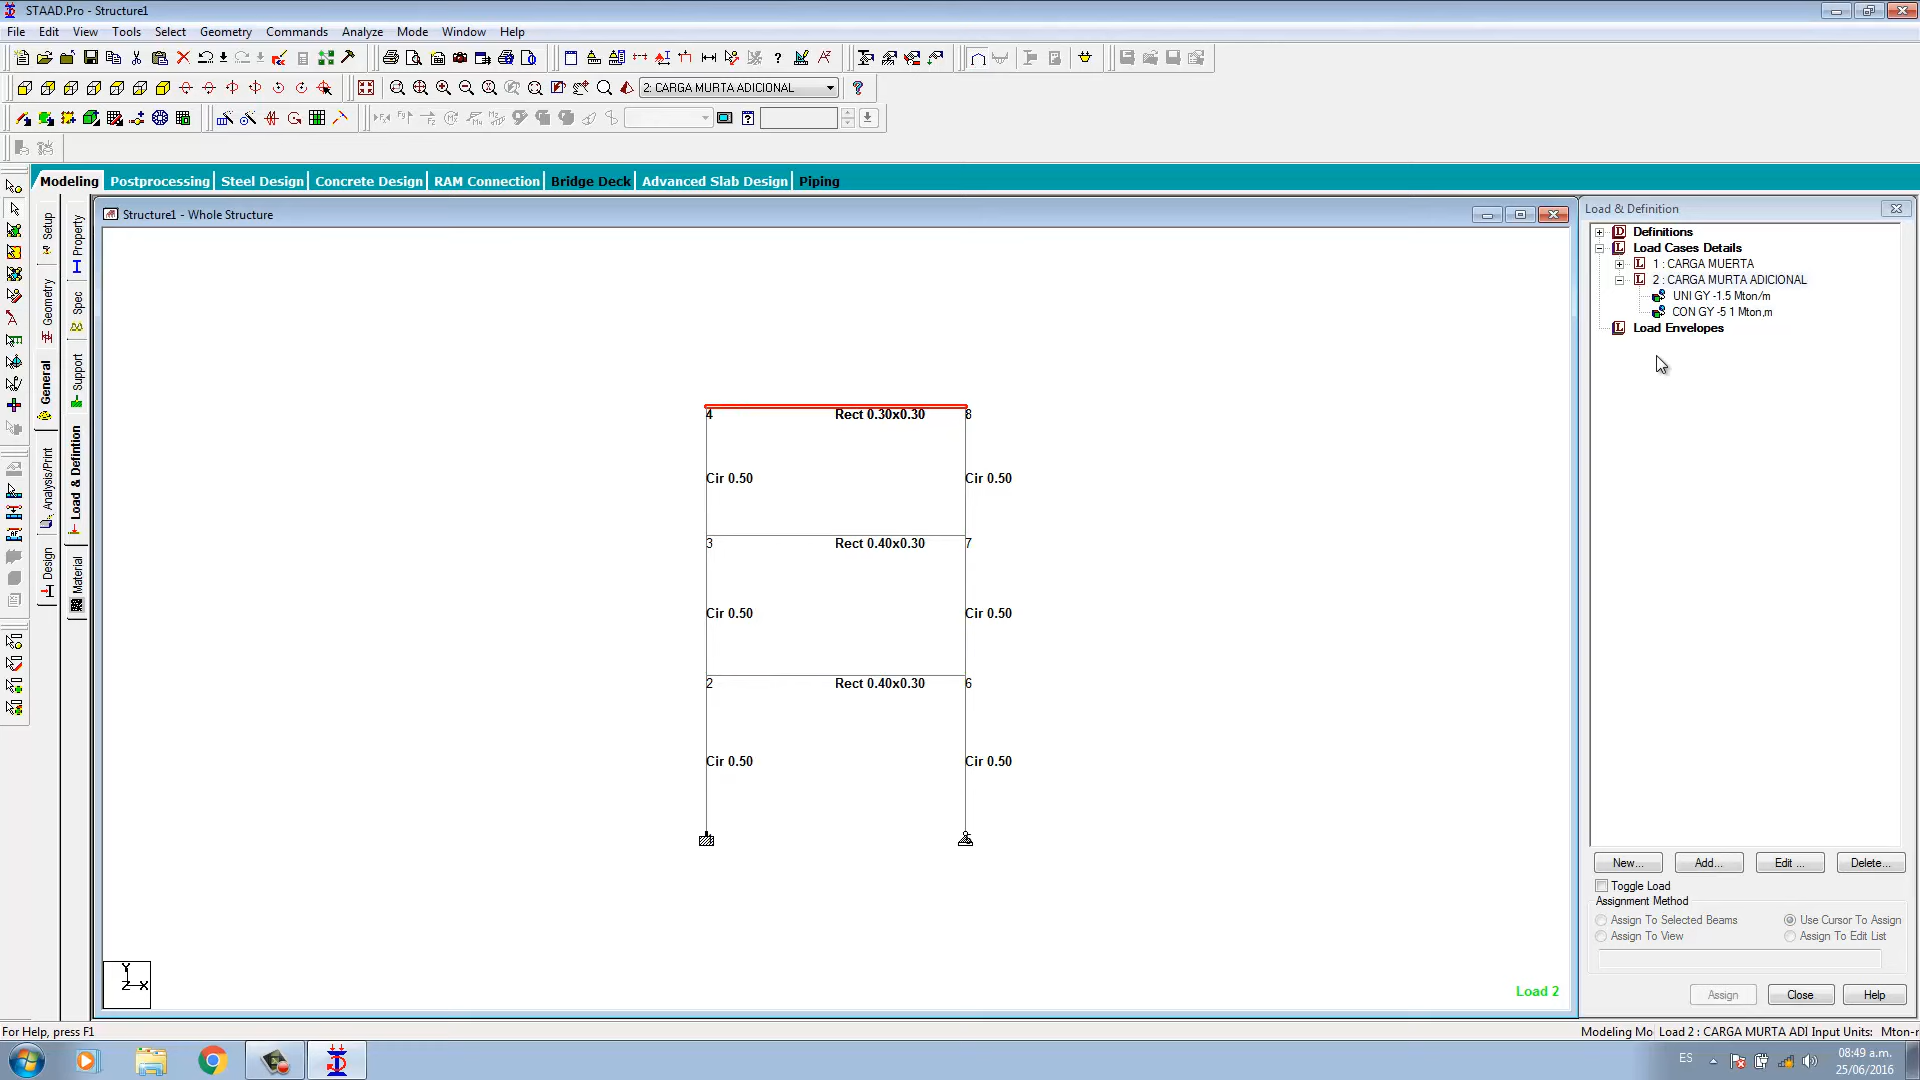 STAAD.Pro - Structure1
File Edit View Tools Select Geometry Commands Analyze Mode Window Help
2: CARGA MURTA ADICIONAL
Modeling Postprocessing Steel Design Concrete Design RAM Connection Bridge Deck Advanced Slab Design Piping
Setup
Geometry
General
Analysis/Print
Design
Property
Spec
Support
Load & Definition
Material
Structure1 - Whole Structure
4 Rect 0.30x0.30 8
Cir 0.50 Cir 0.50
3 Rect 0.40x0.30 7
Cir 0.50 Cir 0.50
2 Rect 0.40x0.30 6
Cir 0.50 Cir 0.50
Y
Z X
Load 2
Load & Definition
Definitions
Load Cases Details
1 : CARGA MUERTA
2 : CARGA MURTA ADICIONAL
UNI GY -1.5 Mton/m
CON GY -5 1 Mton,m
Load Envelopes
New... Add... Edit ... Delete...
Toggle Load
Assignment Method
Assign To Selected Beams Use Cursor To Assign
Assign To View Assign To Edit List
Assign Close Help
For Help, press F1
Modeling Mo Load 2 : CARGA MURTA ADI Input Units: Mton-r
ES
08:49 a.m.
25/06/2016